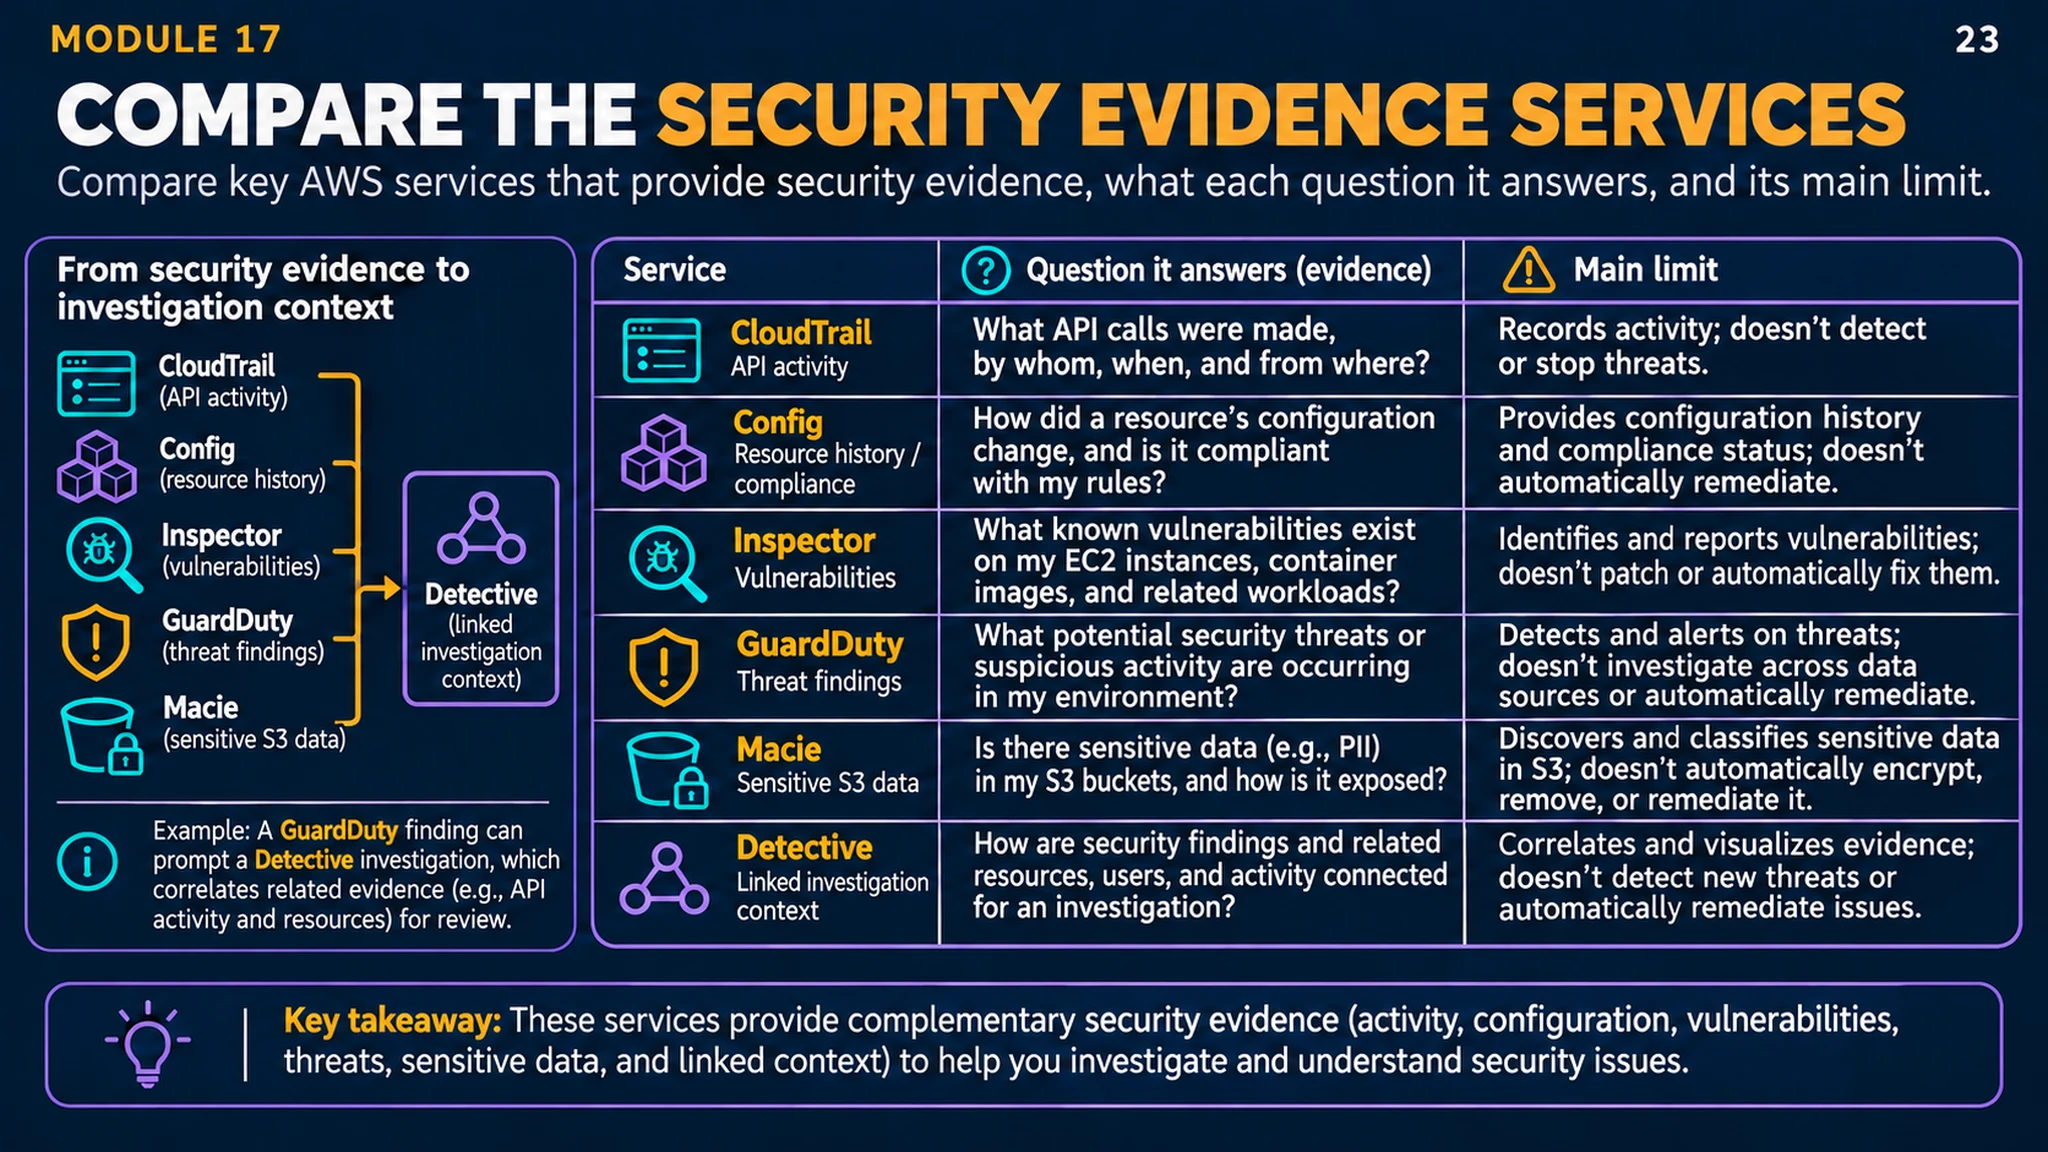 MODULE 17
23
COMPARE THE SECURITY EVIDENCE SERVICES
Compare key AWS services that provide security evidence, what each question it answers, and its main limit.
From security evidence to
investigation context
CloudTrail
(API activity)
Config
(resource history)
Inspector
(vulnerabilities)
GuardDuty
(threat findings)
Macie
(sensitive S3 data)
Detective
(linked
investigation
context)
Example: A GuardDuty finding can
prompt a Detective investigation, which
correlates related evidence (e.g., API
activity and resources) for review.
Service
Question it answers (evidence)
Main limit
CloudTrail
API activity
What API calls were made,
by whom, when, and from where?
Records activity; doesn't detect
or stop threats.
Config
Resource history /
compliance
How did a resource's configuration
change, and is it compliant
with my rules?
Provides configuration history
and compliance status; doesn't
automatically remediate.
Inspector
Vulnerabilities
What known vulnerabilities exist
on my EC2 instances, container
images, and related workloads?
Identifies and reports vulnerabilities;
doesn't patch or automatically fix them.
GuardDuty
Threat findings
What potential security threats or
suspicious activity are occurring
in my environment?
Detects and alerts on threats;
doesn't investigate across data
sources or automatically remediate.
Macie
Sensitive S3 data
Is there sensitive data (e.g., PII)
in my S3 buckets, and how is it exposed?
Discovers and classifies sensitive data
in S3; doesn't automatically encrypt,
remove, or remediate it.
Detective
Linked investigation
context
How are security findings and related
resources, users, and activity connected
for an investigation?
Correlates and visualizes evidence;
doesn't detect new threats or
automatically remediate issues.
Key takeaway: These services provide complementary security evidence (activity, configuration, vulnerabilities,
threats, sensitive data, and linked context) to help you investigate and understand security issues.